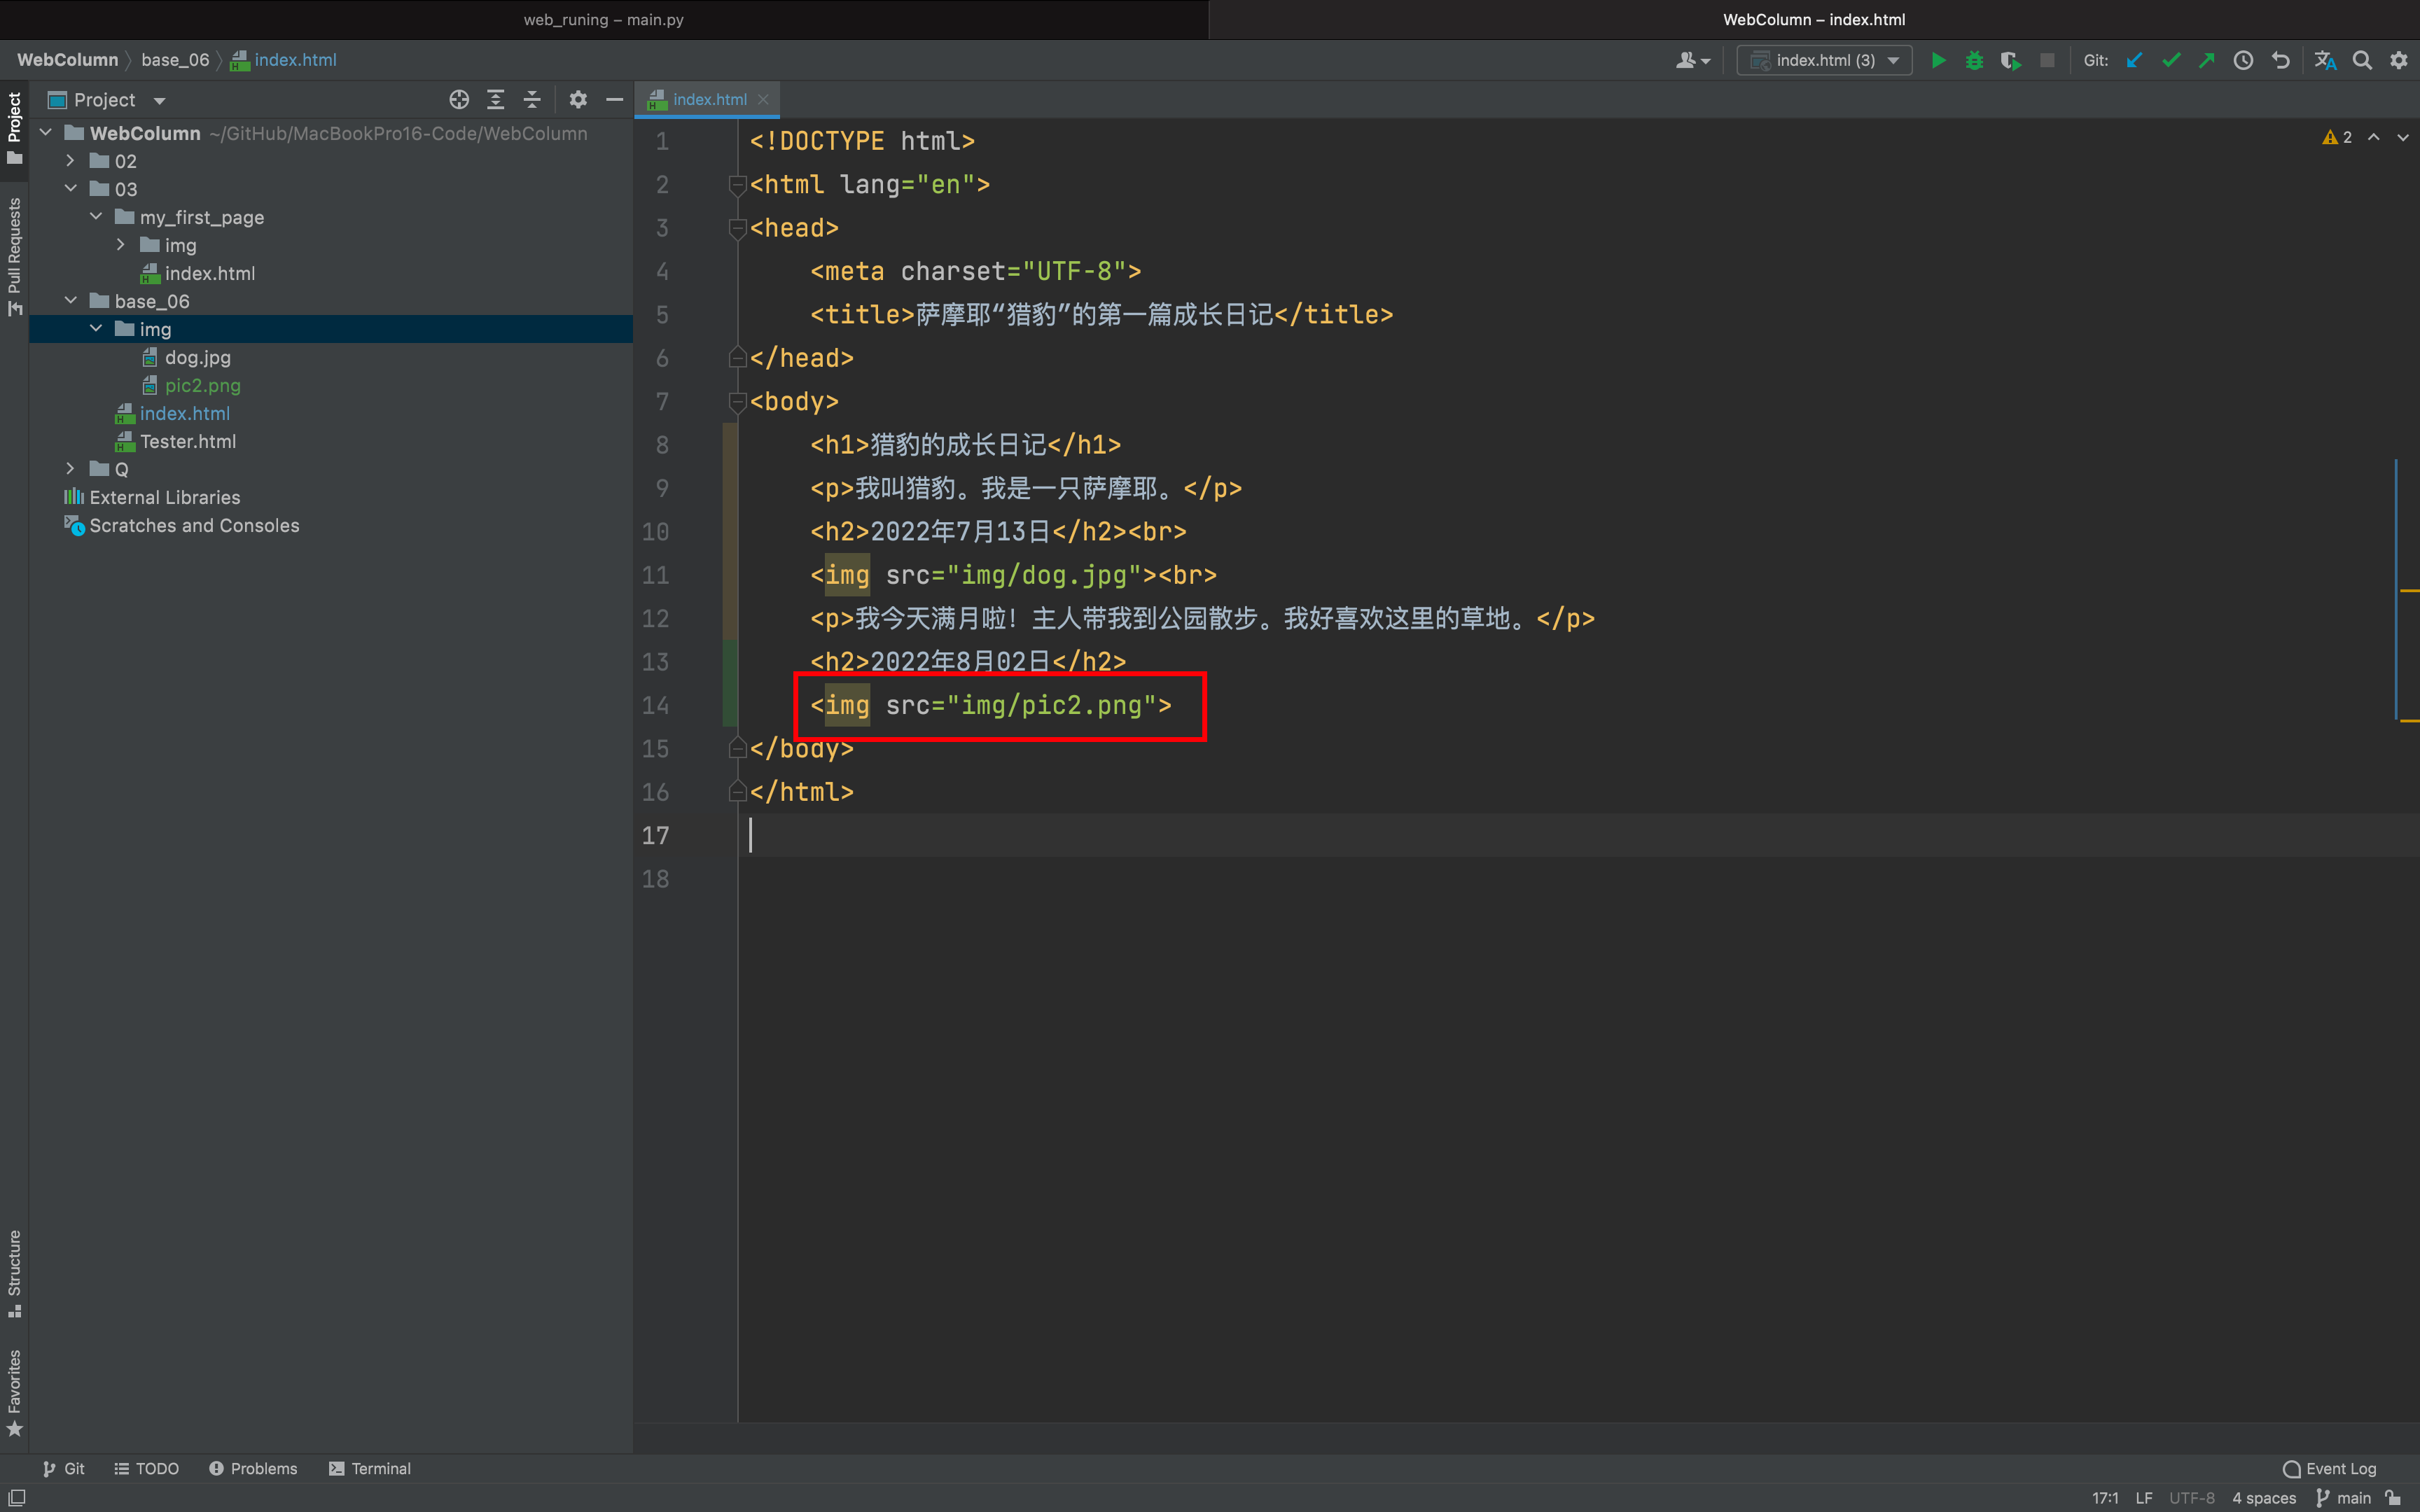 web_runing – main.py
WebColumn – index.html
WebColumn base_06 index.html
index.html (3)
Git:
Project
Pull Requests
Structure
Favorites
Project
WebColumn ~/GitHub/MacBookPro16-Code/WebColumn
02
03
my_first_page
img
index.html
base_06
img
dog.jpg
pic2.png
index.html
Tester.html
Q
External Libraries
Scratches and Consoles
index.html
2
1 <!DOCTYPE html>
2 <html lang="en">
3 <head>
4 <meta charset="UTF-8">
5 <title>萨摩耶“猎豹”的第一篇成长日记</title>
6 </head>
7 <body>
8 <h1>猎豹的成长日记</h1>
9 <p>我叫猎豹。我是一只萨摩耶。</p>
10 <h2>2022年7月13日</h2><br>
11 <img src="img/dog.jpg"><br>
12 <p>我今天满月啦！主人带我到公园散步。我好喜欢这里的草地。</p>
13 <h2>2022年8月02日</h2>
14 <img src="img/pic2.png">
15 </body>
16 </html>
17
18
Git TODO Problems Terminal
Event Log
17:1 LF UTF-8 4 spaces main